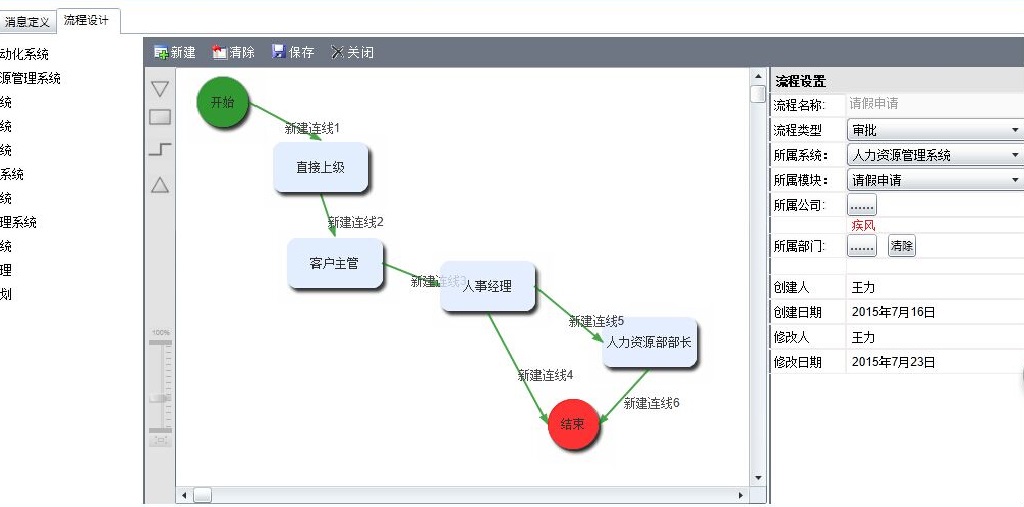 消息定义 流程设计
动化系统
源管理系统
统
统
统
系统
统
理系统
统
理
划
新建 清除 保存 关闭
100%
开始
新建连线1
直接上级
新建连线2
客户主管
新建连线3
人事经理
新建连线5
人力资源部部长
新建连线4
新建连线6
结束
流程设置
流程名称: 请假申请
流程类型 审批
所属系统: 人力资源管理系统
所属模块: 请假申请
所属公司: ......
疾风
所属部门: ...... 清除
创建人 王力
创建日期 2015年7月16日
修改人 王力
修改日期 2015年7月23日